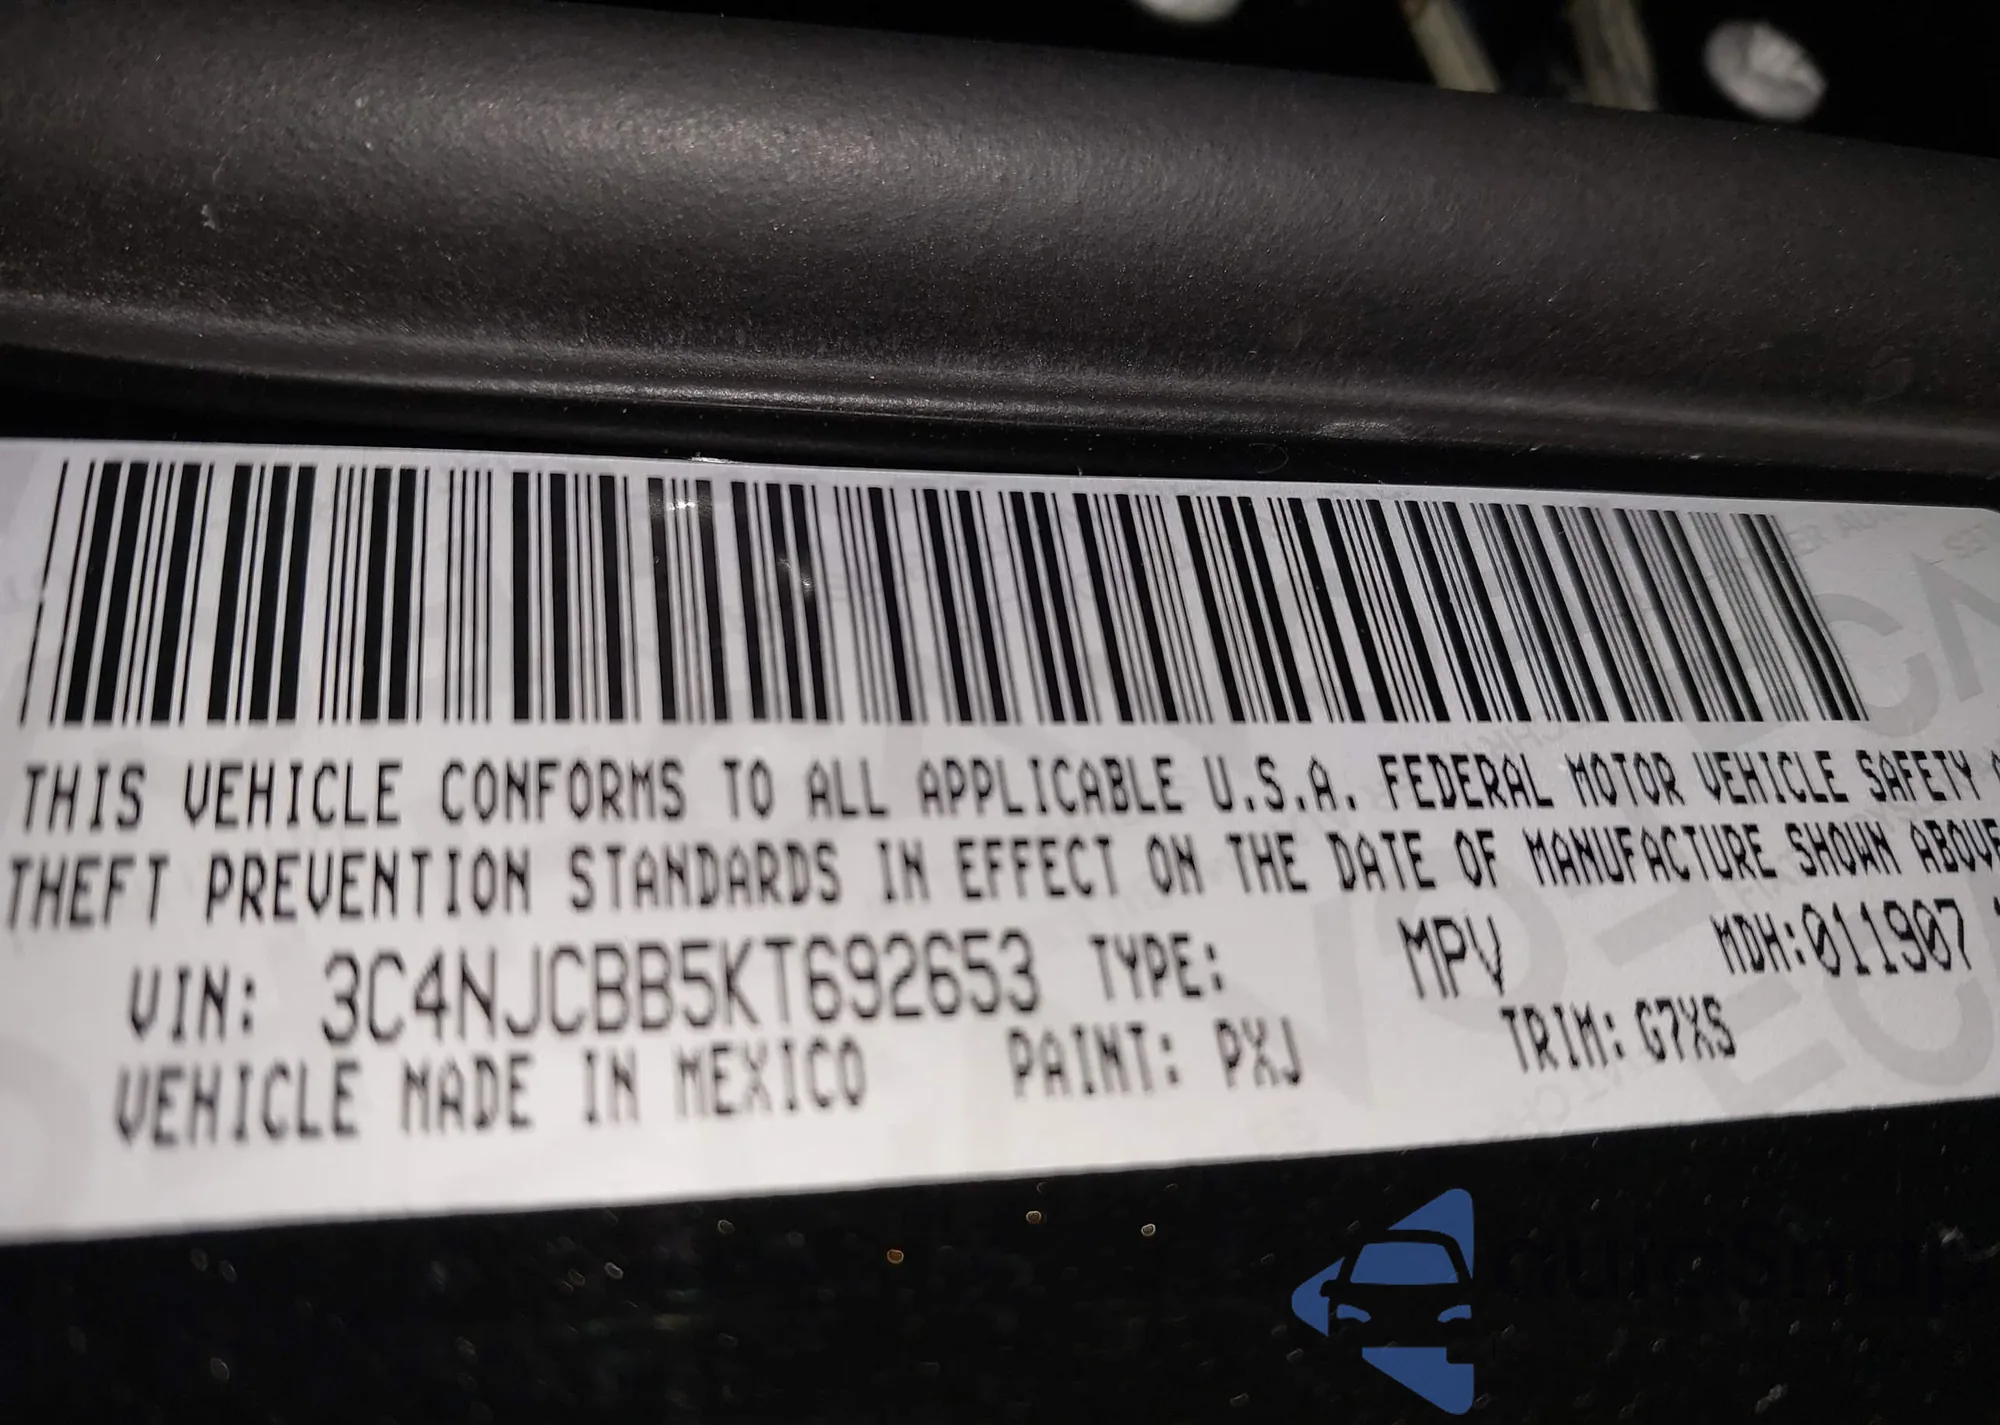 THIS VEHICLE CONFORMS TO ALL APPLICABLE U.S.A. FEDERAL MOTOR VEHICLE SAFETY
THEFT PREVENTION STANDARDS IN EFFECT ON THE DATE OF MANUFACTURE SHOWN ABOVE
VIN: 3C4NJCBB5KT692653 TYPE: MPV MDH:011907
VEHICLE MADE IN MEXICO PAINT: PXJ TRIM: G7XS